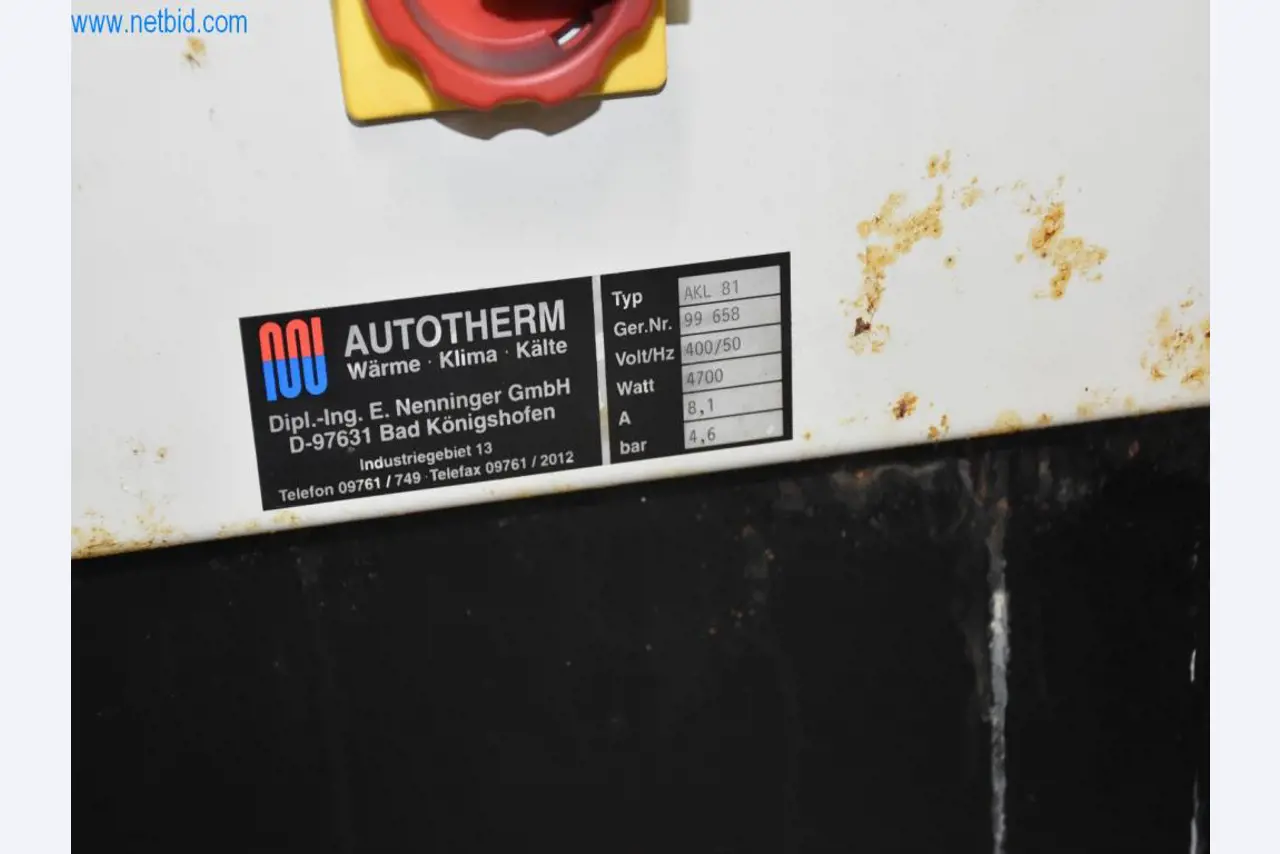 www.netbid.com
AUTOTHERM
Wärme · Klima · Kälte
Dipl.-Ing. E. Nenninger GmbH
D-97631 Bad Königshofen
Industriegebiet 13
Telefon 09761 / 749 · Telefax 09761 / 2012
Typ AKL 81
Ger.Nr. 99 658
Volt/Hz 400/50
Watt 4700
A 8,1
bar 4,6